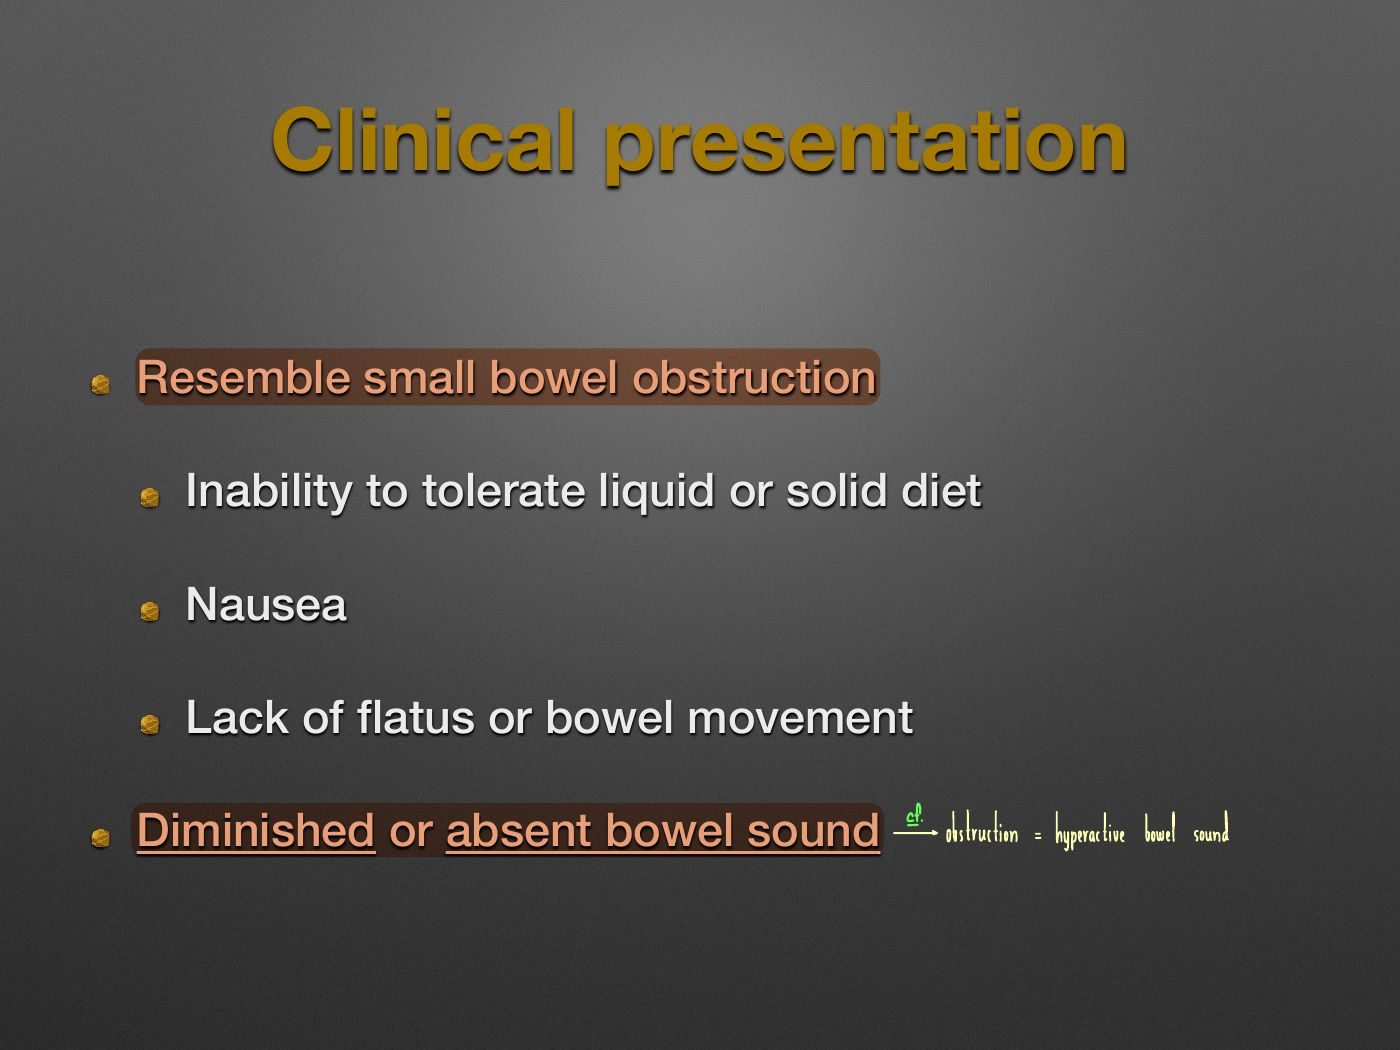 Clinical presentation
Resemble small bowel obstruction
Inability to tolerate liquid or solid diet
Nausea
Lack of flatus or bowel movement
Diminished or absent bowel sound cf. → obstruction = hyperactive bowel sound